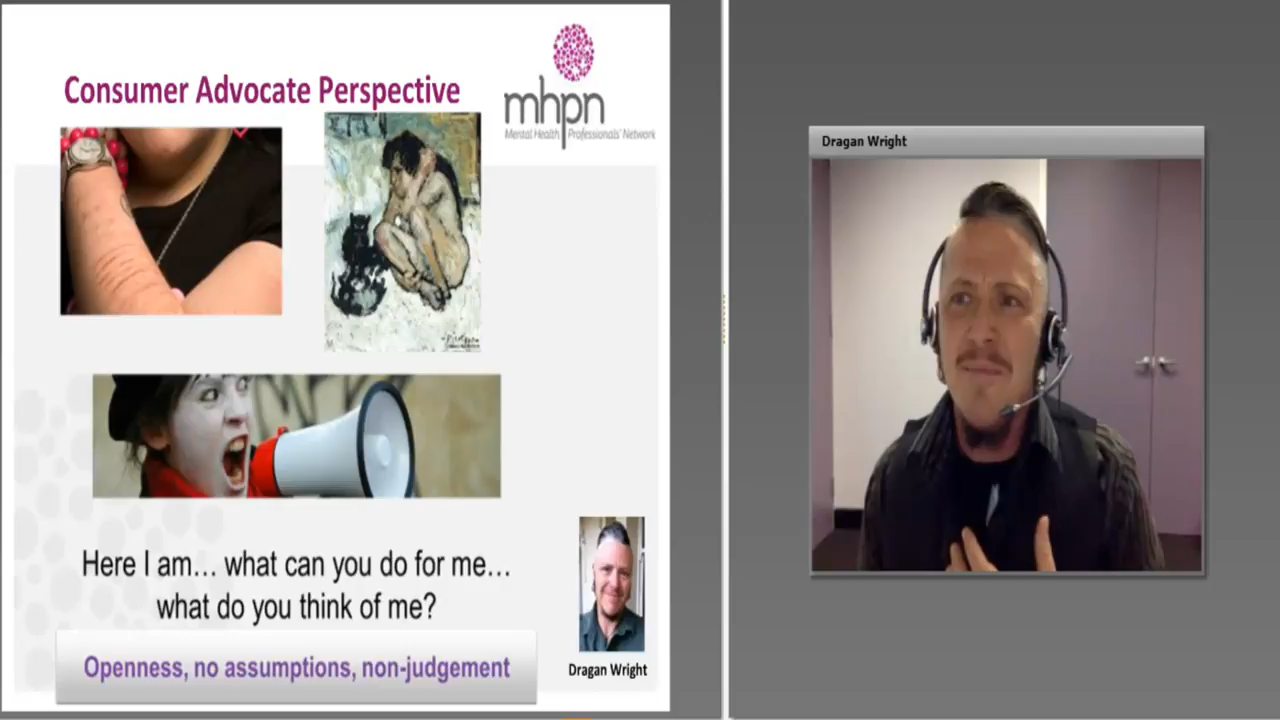 Consumer Advocate Perspective
mhpn
Mental Health Professionals' Network
Here I am... what can you do for me...
what do you think of me?
Openness, no assumptions, non-judgement
Dragan Wright
Dragan Wright